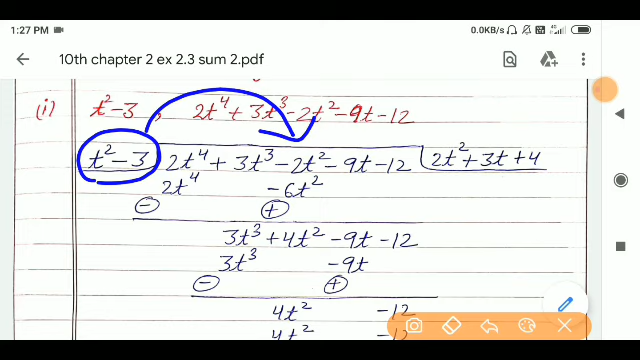 1:27 PM 0.0KB/s
10th chapter 2 ex 2.3 sum 2.pdf
(i) t²-3, 2t⁴+3t³-2t²-9t-12
t²-3) 2t⁴+3t³-2t²-9t-12 (2t²+3t+4
2t⁴ -6t²
(-) (+)
3t³+4t²-9t-12
3t³ -9t
(-) (+)
4t² -12
4t² -12